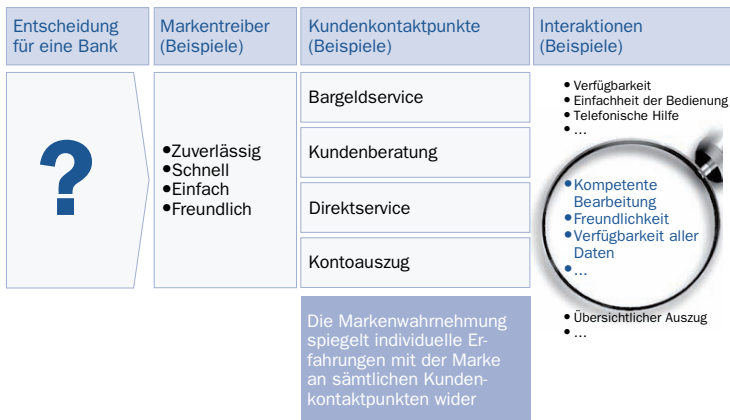 Entscheidung
für eine Bank
Markentreiber
(Beispiele)
Kundenkontaktpunkte
(Beispiele)
Interaktionen
(Beispiele)
?
•Zuverlässig
•Schnell
•Einfach
•Freundlich
Bargeldservice
Kundenberatung
Direktservice
Kontoauszug
• Verfügbarkeit
• Einfachheit der Bedienung
• Telefonische Hilfe
• ...
• Kompetente
Bearbeitung
• Freundlichkeit
• Verfügbarkeit aller
Daten
• ...
• Übersichtlicher Auszug
• ...
Die Markenwahrnehmung
spiegelt individuelle Er-
fahrungen mit der Marke
an sämtlichen Kunden-
kontaktpunkten wider